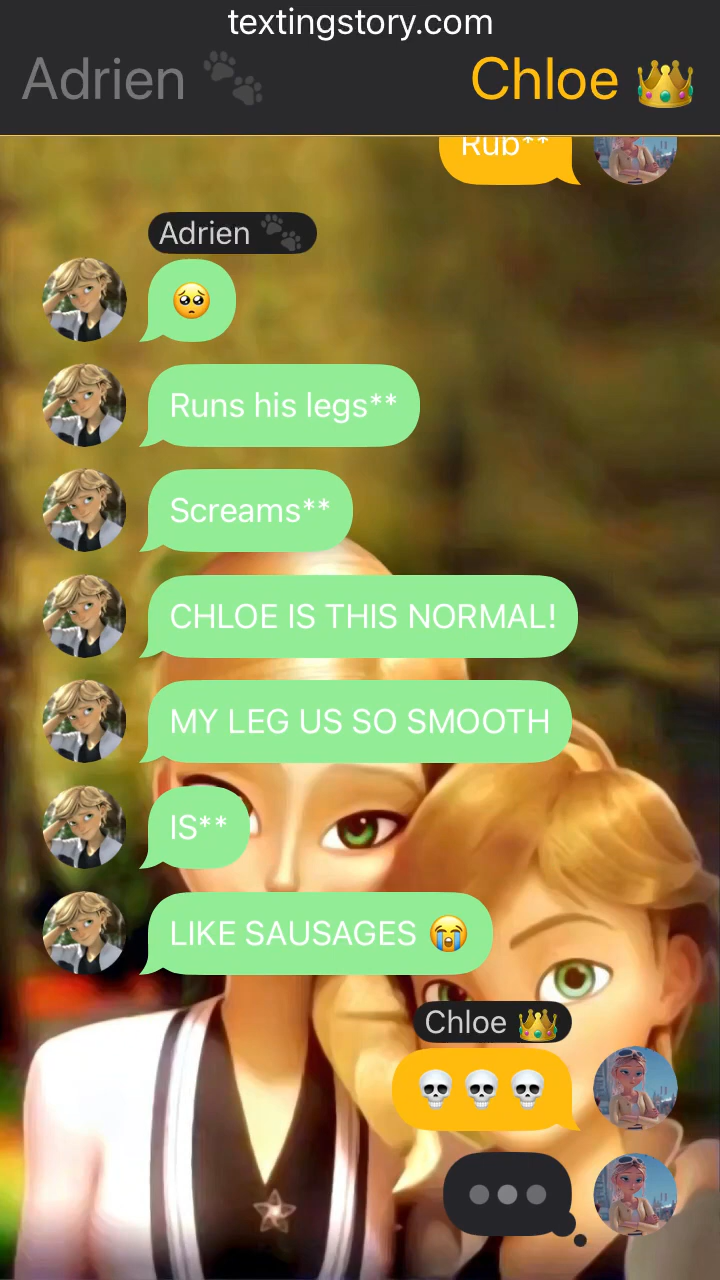 textingstory.com
Adrien 🐾 Chloe 👑
Rub**
Adrien 🐾
🥺
Runs his legs**
Screams**
CHLOE IS THIS NORMAL!
MY LEG US SO SMOOTH
IS**
LIKE SAUSAGES 😭
Chloe 👑
💀💀💀